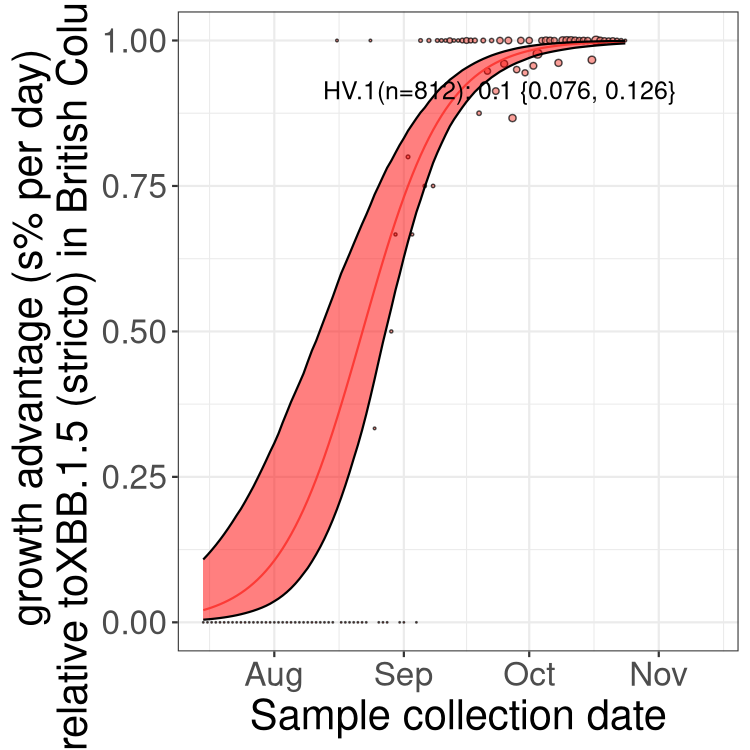 growth advantage (s% per day)
relative toXBB.1.5 (stricto) in British Colu
1.00
0.75
0.50
0.25
0.00
HV.1(n=812): 0.1 {0.076, 0.126}
Aug Sep Oct Nov
Sample collection date